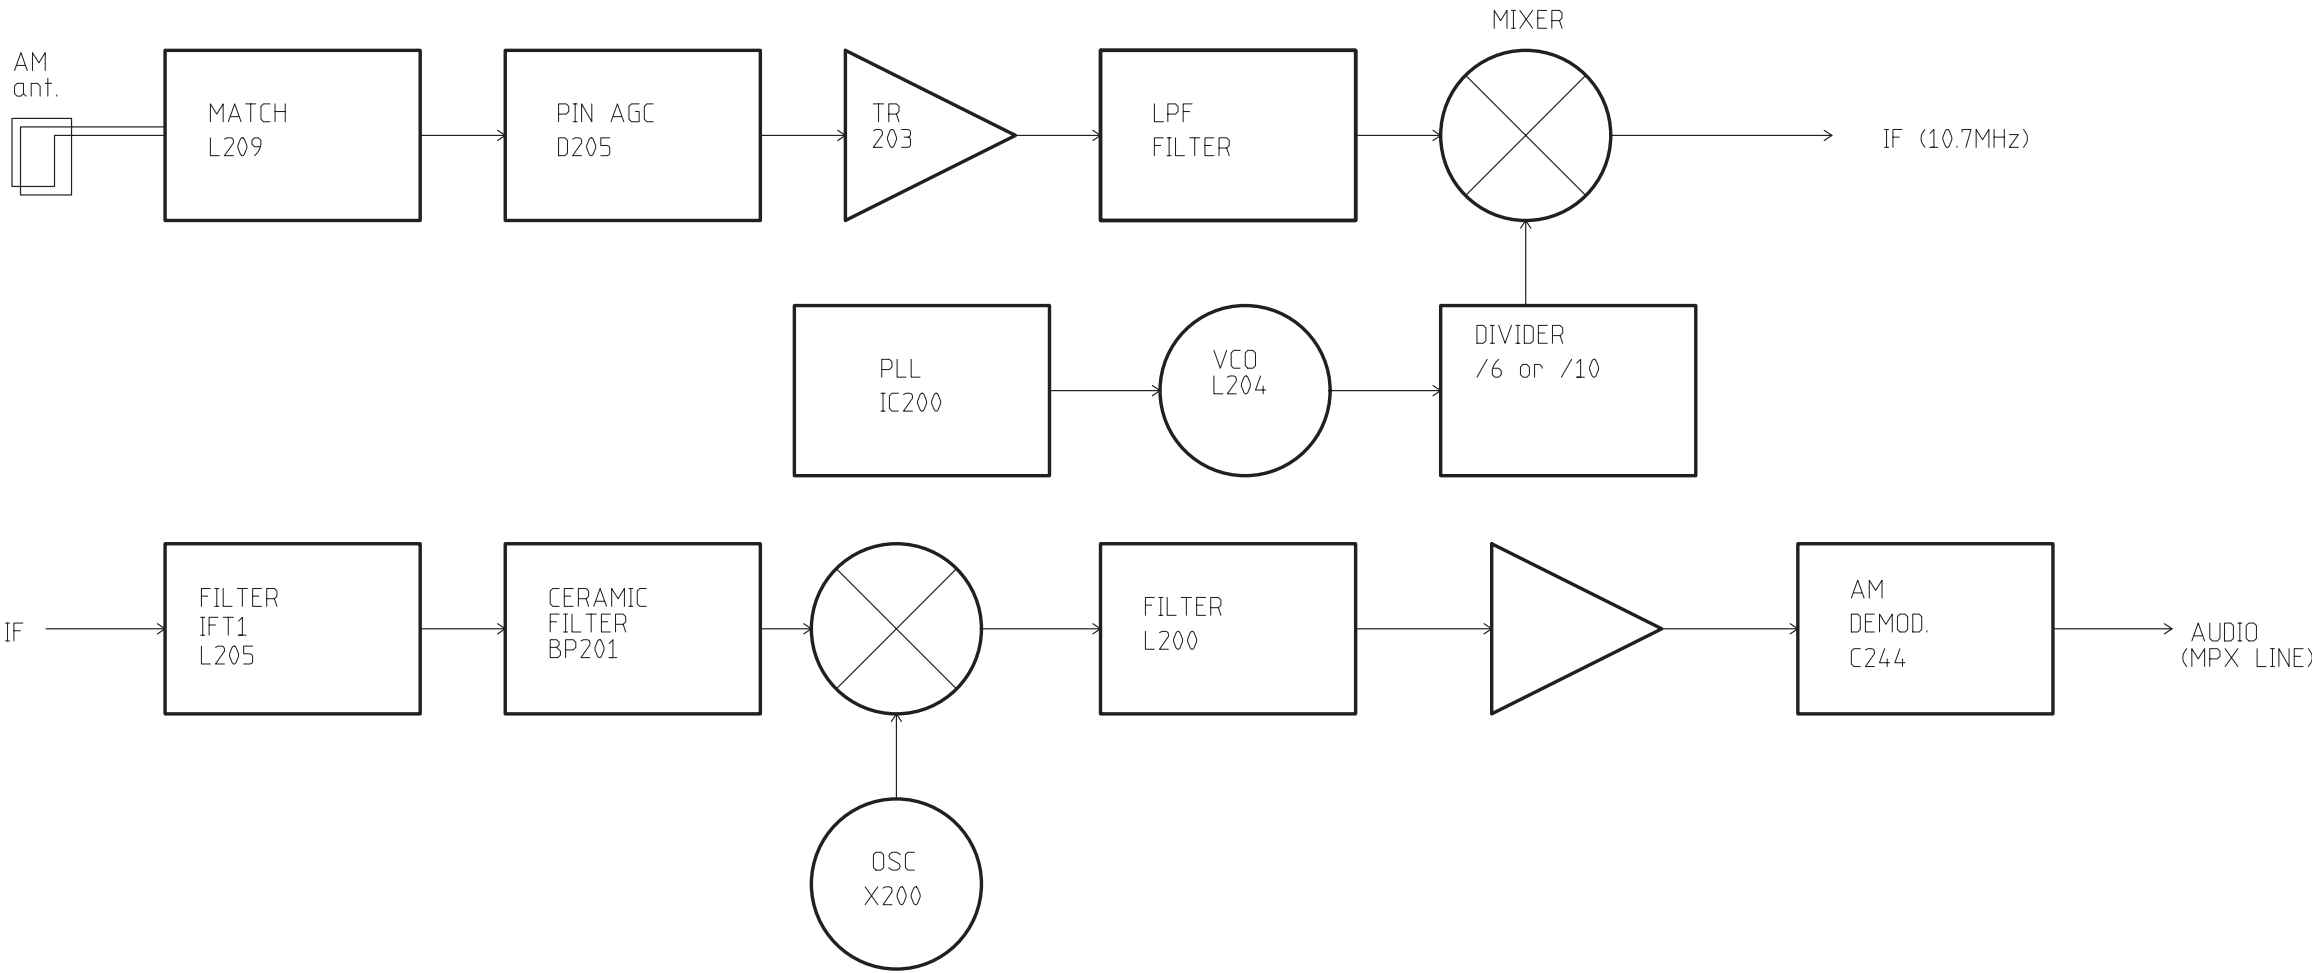 MIXER
AM
ant.
MATCH
L209
PIN AGC
D205
TR
203
LPF
FILTER
IF (10.7MHz)
PLL
IC200
VCO
L204
DIVIDER
/6 or /10
IF
FILTER
IFT1
L205
CERAMIC
FILTER
BP201
FILTER
L200
AM
DEMOD.
C244
AUDIO
(MPX LINE)
OSC
X200